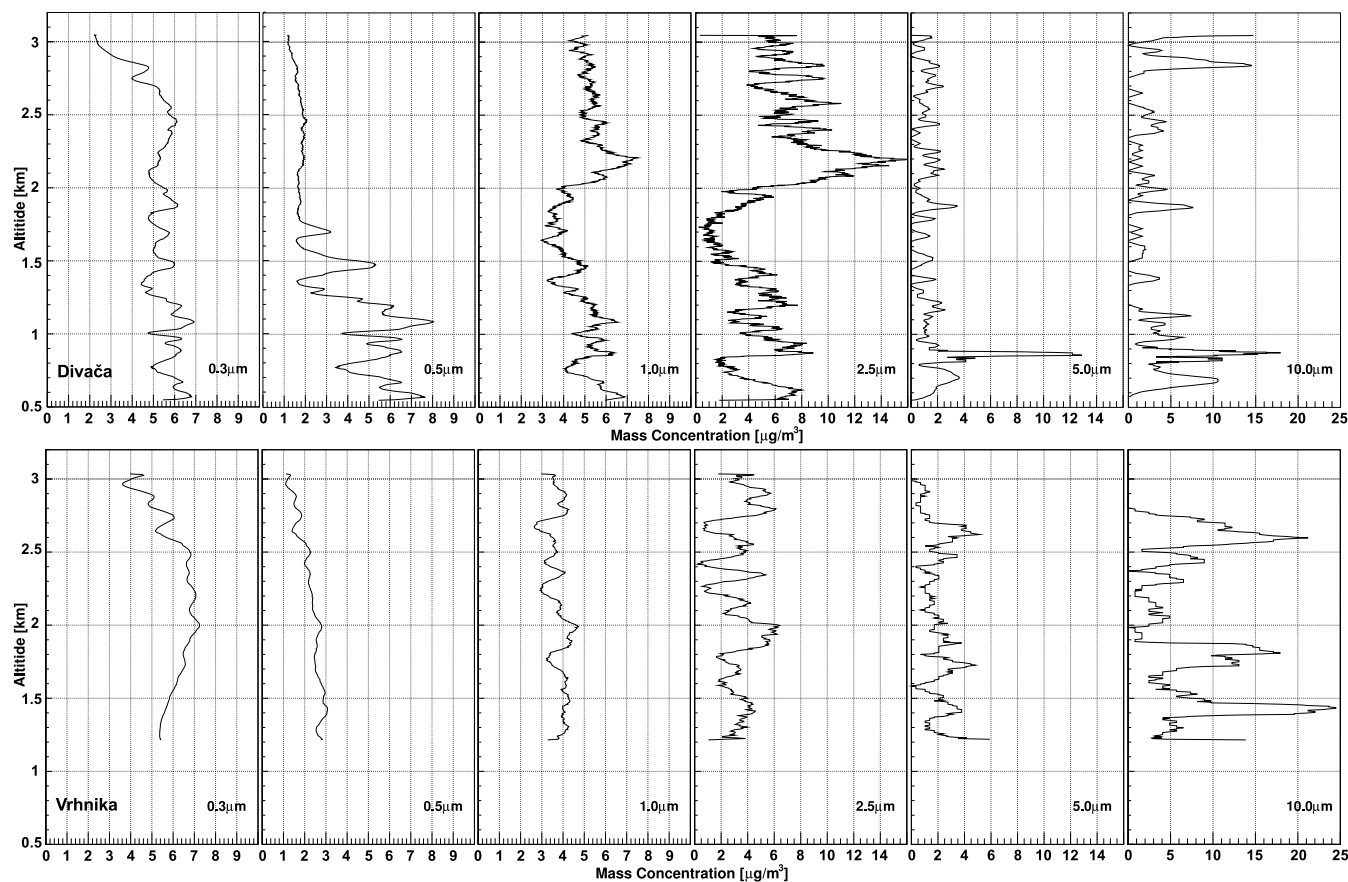 3
2.5
2
1.5
1
0.5
Altitide [km]
Divača
0.3μm
0.5μm
1.0μm
2.5μm
5.0μm
10.0μm
0 1 2 3 4 5 6 7 8 9 0 1 2 3 4 5 6 7 8 9 0 1 2 3 4 5 6 7 8 9 0 2 4 6 8 10 12 14 0 2 4 6 8 10 12 14 0 5 10 15 20 25
Mass Concentration [μg/m³]
3
2.5
2
1.5
1
0.5
Altitide [km]
Vrhnika
0.3μm
0.5μm
1.0μm
2.5μm
5.0μm
10.0μm
0 1 2 3 4 5 6 7 8 9 0 1 2 3 4 5 6 7 8 9 0 1 2 3 4 5 6 7 8 9 0 2 4 6 8 10 12 14 0 2 4 6 8 10 12 14 0 5 10 15 20 25
Mass Concentration [μg/m³]